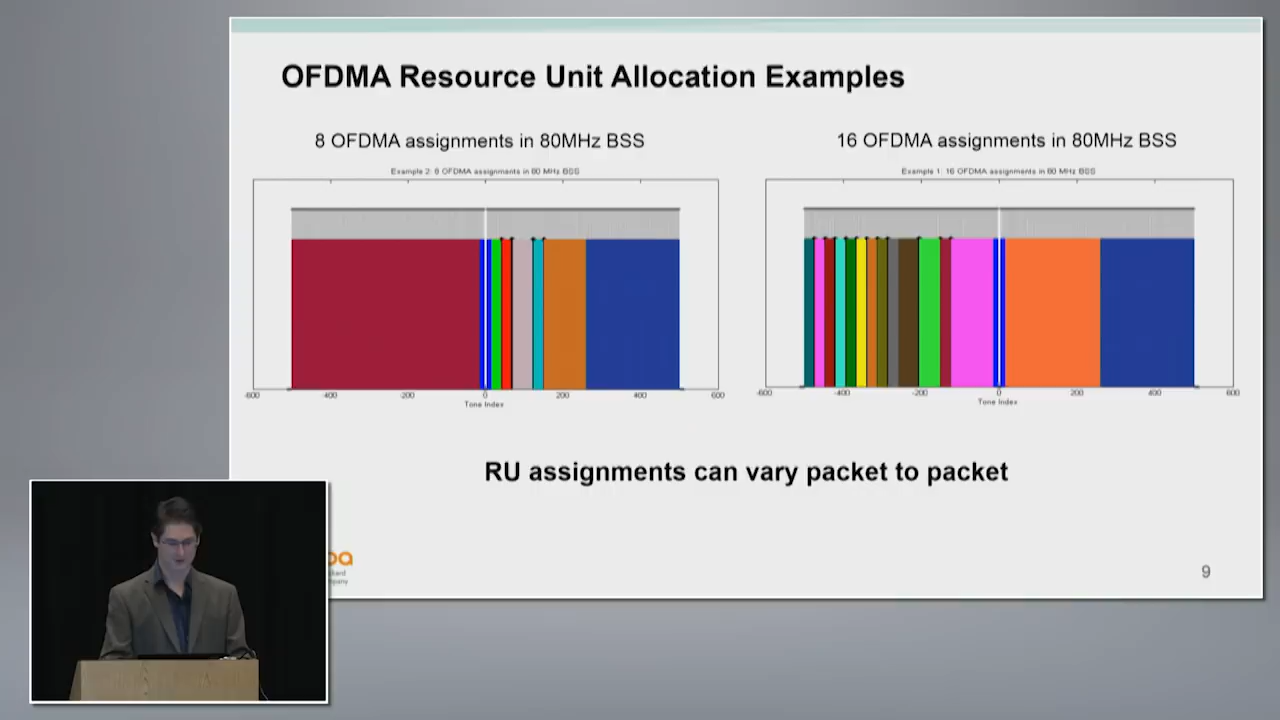 OFDMA Resource Unit Allocation Examples
8 OFDMA assignments in 80MHz BSS
16 OFDMA assignments in 80MHz BSS
Example 2: 8 OFDMA assignments in 80 MHz BSS
Example 1: 16 OFDMA assignments in 80 MHz BSS
-600 -400 -200 0 200 400 600
Tone Index
-600 -400 -200 0 200 400 600
Tone Index
RU assignments can vary packet to packet
9